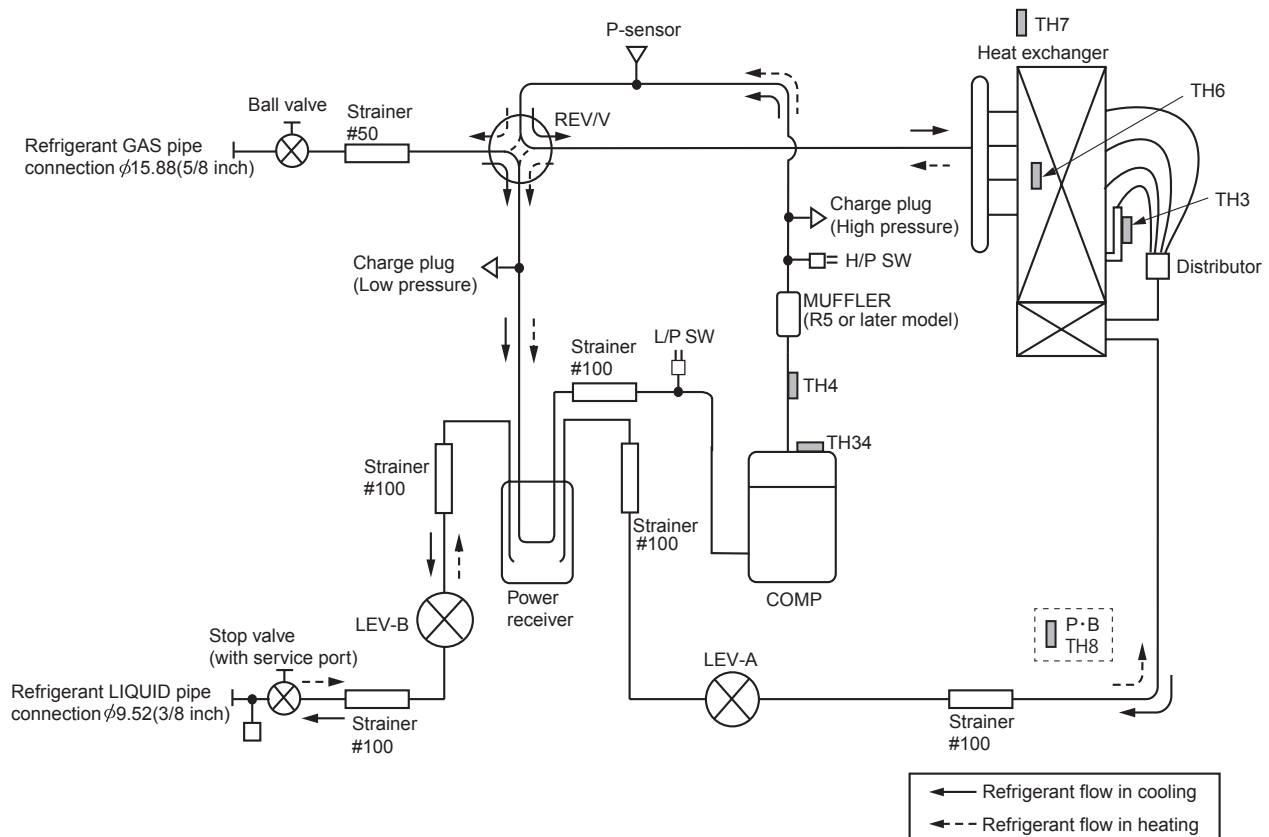 TH7
P-sensor
Heat exchanger
TH6
Ball valve
Strainer
#50
REV/V
Refrigerant GAS pipe
connection ϕ15.88(5/8 inch)
TH3
Charge plug
(High pressure)
Charge plug
(Low pressure)
H/P SW
Distributor
MUFFLER
(R5 or later model)
L/P SW
Strainer
#100
TH4
TH34
Strainer
#100
Strainer
#100
Power
receiver
COMP
LEV-B
P·B
TH8
Stop valve
(with service port)
LEV-A
Refrigerant LIQUID pipe
connection ϕ9.52(3/8 inch)
Strainer
#100
Strainer
#100
Refrigerant flow in cooling
Refrigerant flow in heating